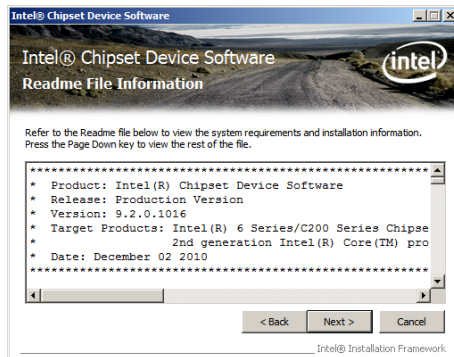 Intel® Chipset Device Software
Intel® Chipset Device Software
intel
Readme File Information
Refer to the Readme file below to view the system requirements and installation information.
Press the Page Down key to view the rest of the file.
************************************************************
* Product: Intel(R) Chipset Device Software
* Release: Production Version
* Version: 9.2.0.1016
* Target Products: Intel(R) 6 Series/C200 Series Chipse
* 2nd generation Intel(R) Core(TM) pro
* Date: December 02 2010
************************************************************
< Back Next > Cancel
Intel® Installation Framework